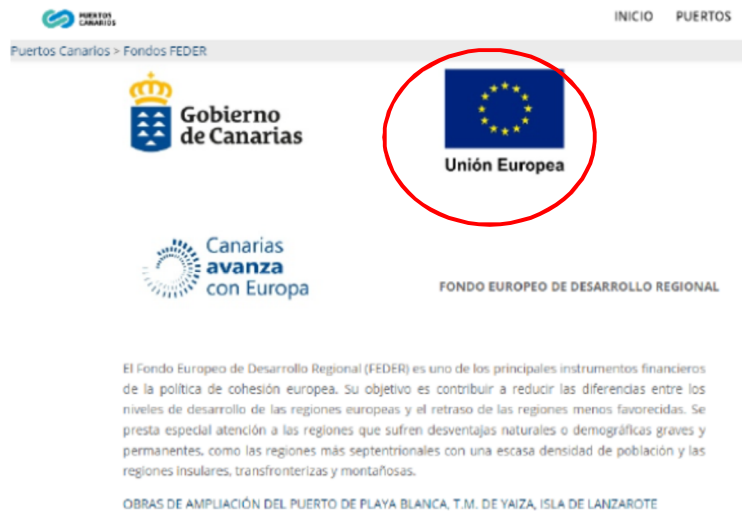 PUERTOS
CANARIOS
INICIO PUERTOS
Puertos Canarios > Fondos FEDER
Gobierno
de Canarias
Unión Europea
Canarias
avanza
con Europa
FONDO EUROPEO DE DESARROLLO REGIONAL
El Fondo Europeo de Desarrollo Regional (FEDER) es uno de los principales instrumentos financieros
de la política de cohesión europea. Su objetivo es contribuir a reducir las diferencias entre los
niveles de desarrollo de las regiones europeas y el retraso de las regiones menos favorecidas. Se
presta especial atención a las regiones que sufren desventajas naturales o demográficas graves y
permanentes, como las regiones más septentrionales con una escasa densidad de población y las
regiones insulares, transfronterizas y montañosas.
OBRAS DE AMPLIACIÓN DEL PUERTO DE PLAYA BLANCA, T.M. DE YAIZA, ISLA DE LANZAROTE